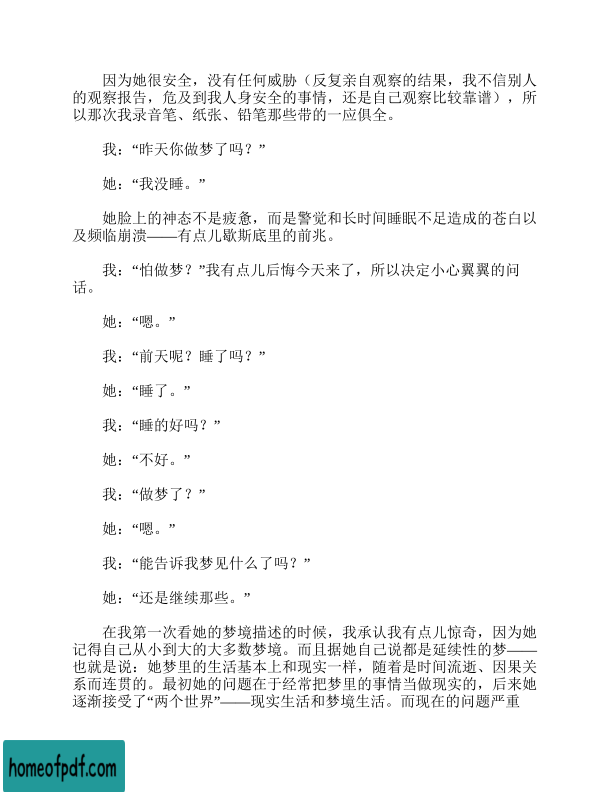 因为她很安全，没有任何威胁（反复亲自观察的结果，我不信别人
的观察报告，危及到我人身安全的事情，还是自己观察比较靠谱），所
以那次我录音笔、纸张、铅笔那些带的一应俱全。
我：“昨天你做梦了吗？”
她：“我没睡。”
她脸上的神态不是疲惫，而是警觉和长时间睡眠不足造成的苍白以
及频临崩溃——有点儿歇斯底里的前兆。
我：“怕做梦？”我有点儿后悔今天来了，所以决定小心翼翼的问
话。
她：“嗯。”
我：“前天呢？睡了吗？”
她：“睡了。”
我：“睡的好吗？”
她：“不好。”
我：“做梦了？”
她：“嗯。”
我：“能告诉我梦见什么了吗？”
她：“还是继续那些。”
在我第一次看她的梦境描述的时候，我承认我有点儿惊奇，因为她
记得自己从小到大的大多数梦境。而且据她自己说都是延续性的梦——
也就是说：她梦里的生活基本上和现实一样，随着是时间流逝、因果关
系而连贯的。最初她的问题在于经常把梦里的事情当做现实的，后来她
逐渐接受了“两个世界”——现实生活和梦境生活。而现在的问题严重
homeofpdf.com